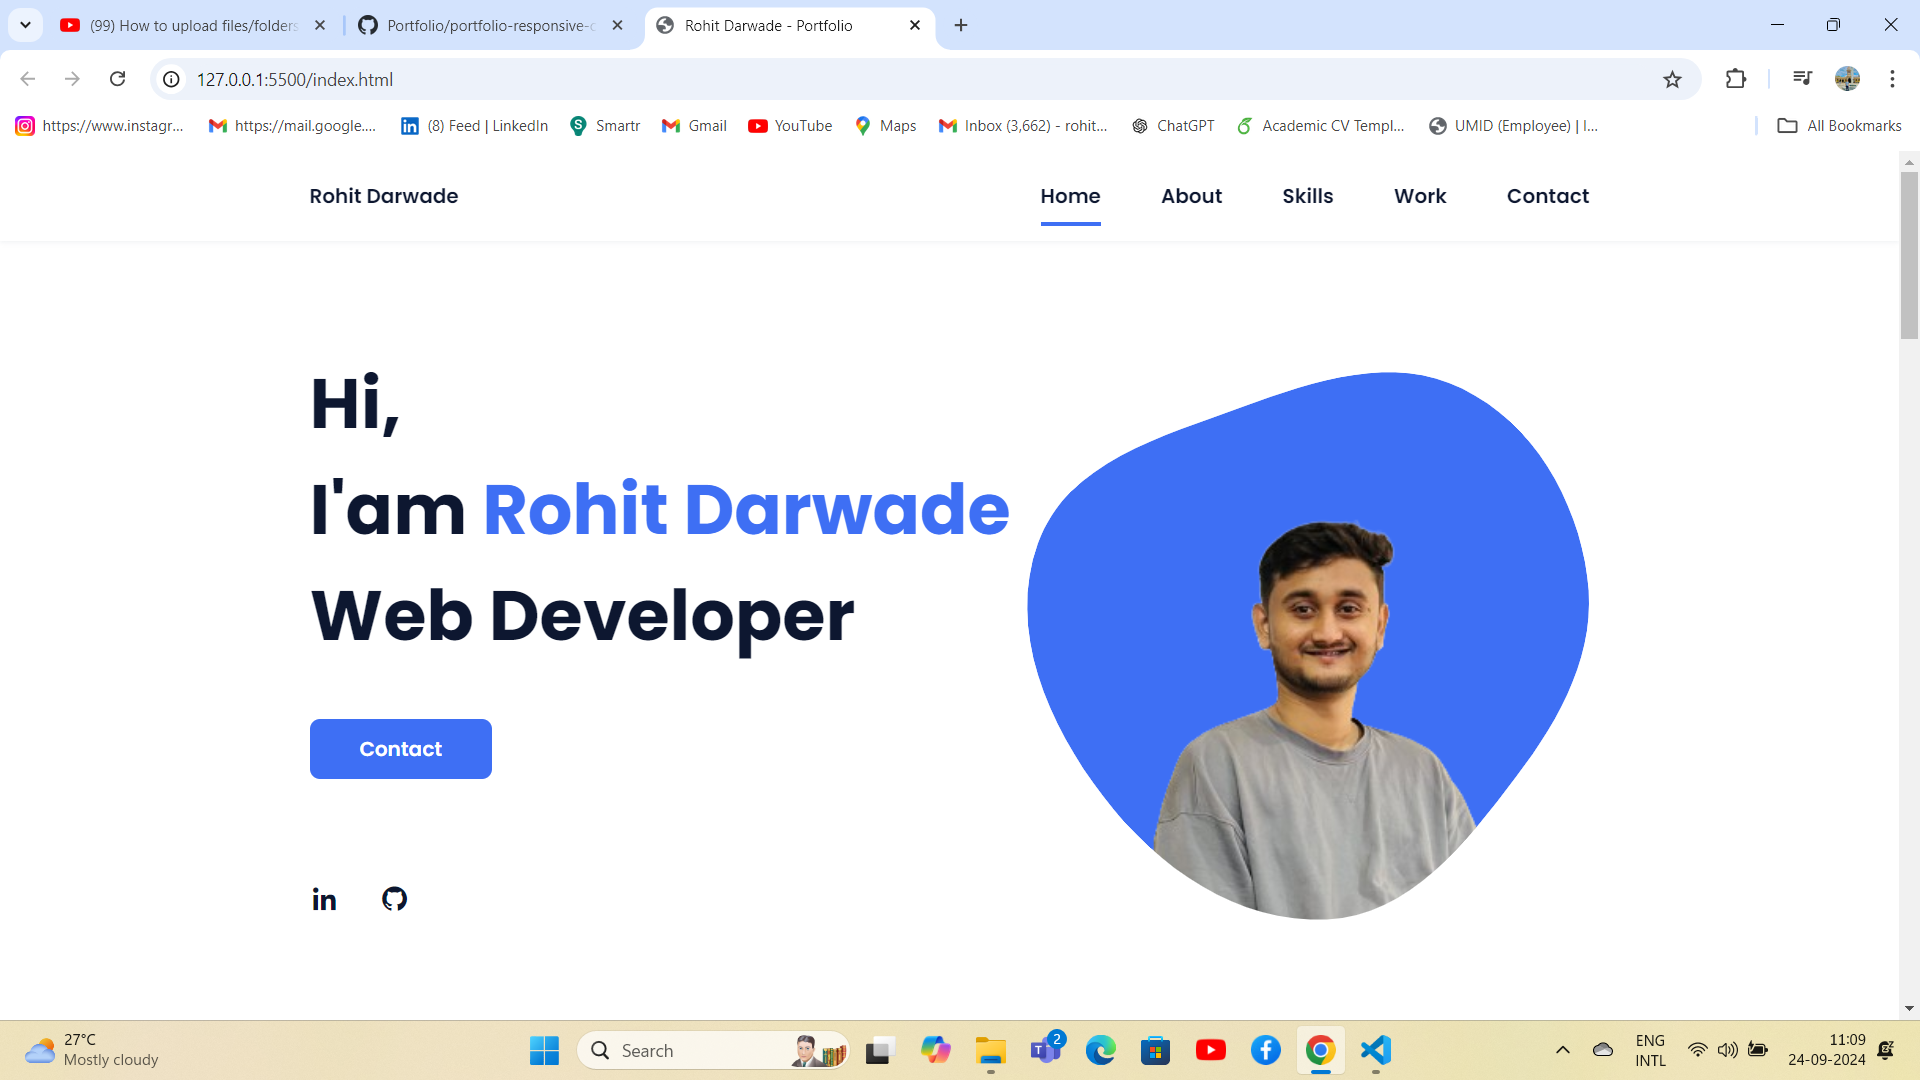 (99) How to upload files/folders
Portfolio/portfolio-responsive-c
Rohit Darwade - Portfolio
127.0.0.1:5500/index.html
https://www.instagr...
https://mail.google....
(8) Feed | LinkedIn
Smartr
Gmail
YouTube
Maps
Inbox (3,662) - rohit...
ChatGPT
Academic CV Templ...
UMID (Employee) | I...
All Bookmarks
Rohit Darwade
Home
About
Skills
Work
Contact
Hi,
I'am Rohit Darwade
Web Developer
Contact
in
27°C
Mostly cloudy
Search
2
ENG
INTL
11:09
24-09-2024